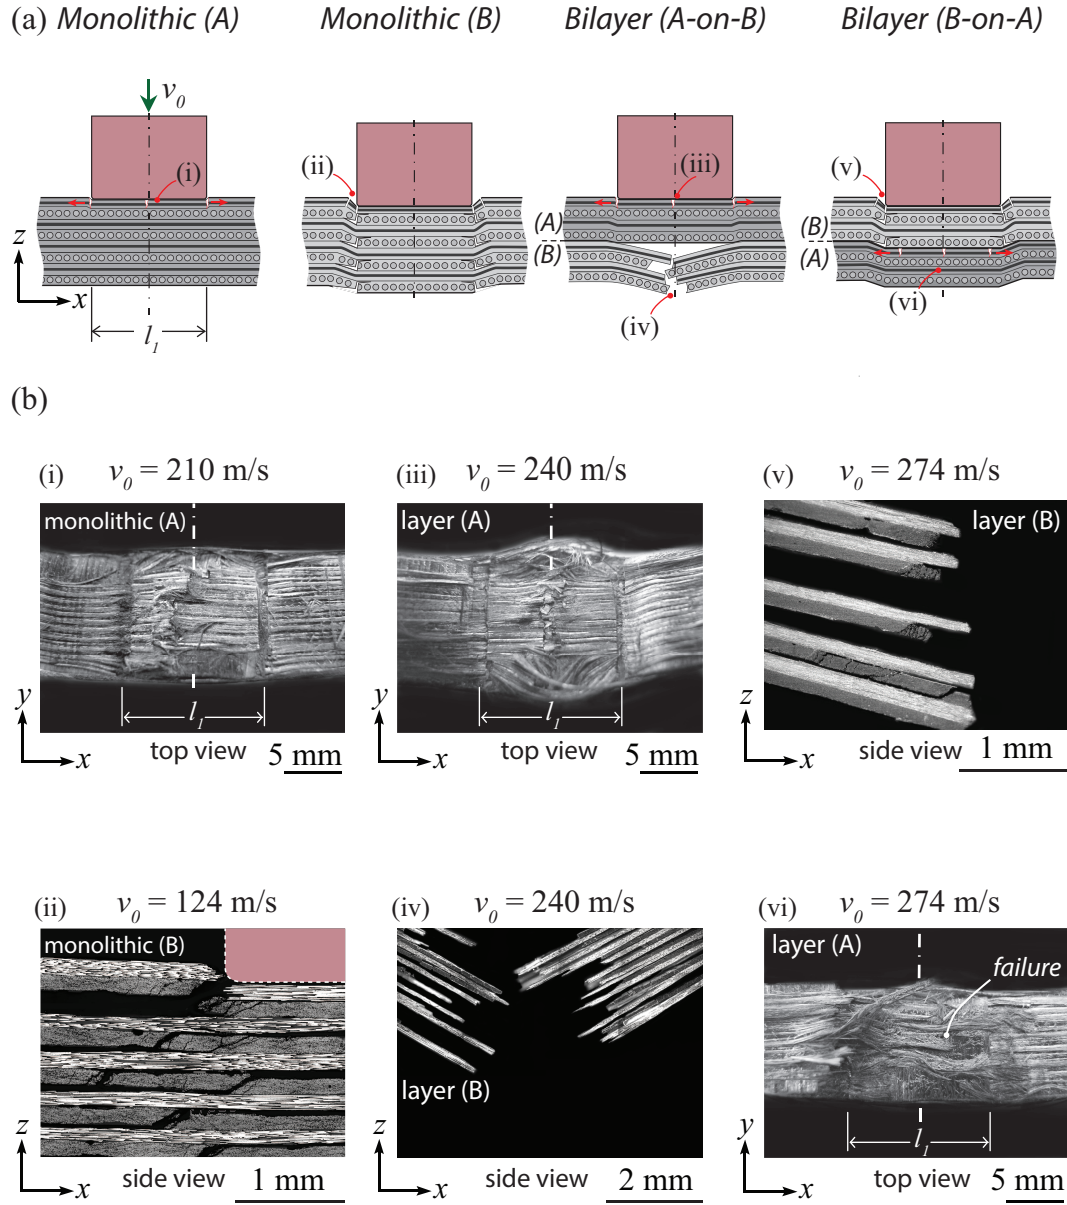 (a) Monolithic (A) Monolithic (B) Bilayer (A-on-B) Bilayer (B-on-A)
v0
(i) (ii) (iii) (v)
(A) (B)
(B) (A)
z
x
(iv) (vi)
l1
(b)
(i) v0 = 210 m/s (iii) v0 = 240 m/s (v) v0 = 274 m/s
monolithic (A) layer (A) layer (B)
l1 l1
y y z
x top view 5 mm x top view 5 mm x side view 1 mm
(ii) v0 = 124 m/s (iv) v0 = 240 m/s (vi) v0 = 274 m/s
monolithic (B) layer (A)
failure
layer (B)
l1
z z y
x side view 1 mm x side view 2 mm x top view 5 mm